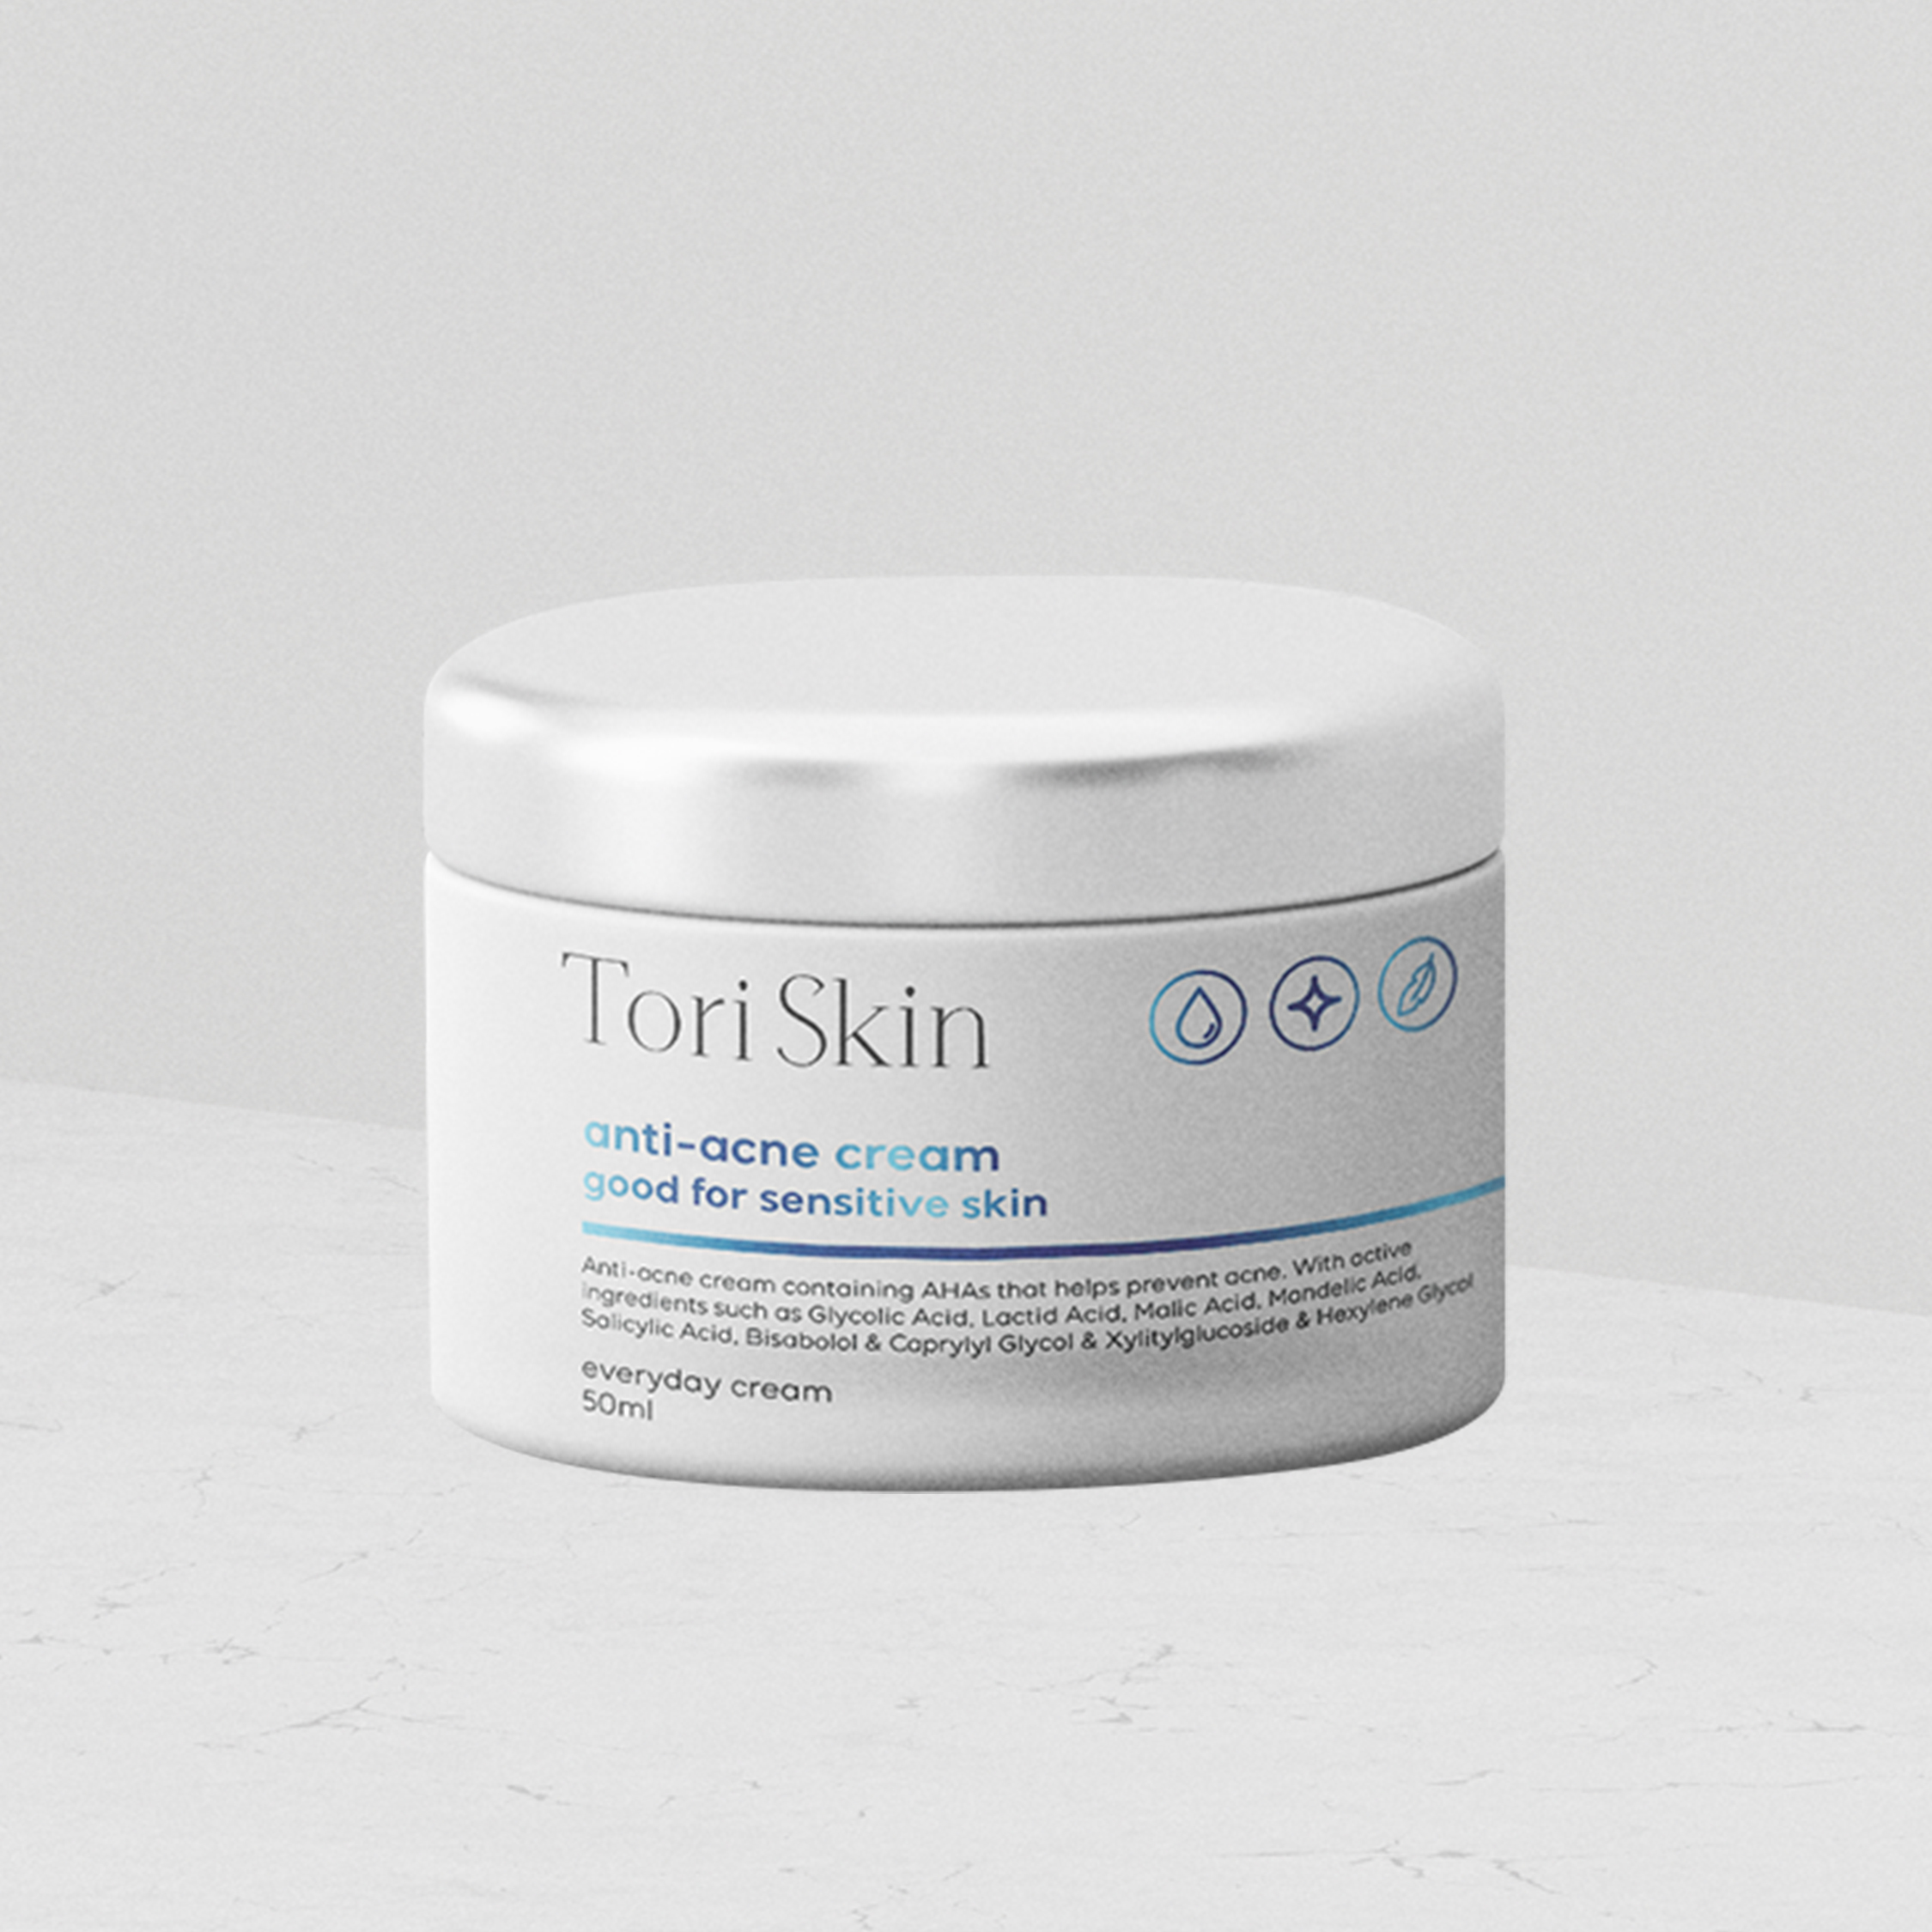 Tori Skin
anti-acne cream
good for sensitive skin
Anti-acne cream containing AHAs that helps prevent acne. With active
ingredients such as Glycolic Acid, Lactid Acid, Malic Acid, Mondelic Acid,
Salicylic Acid, Bisabolol & Caprylyl Glycol & Xylitylglucoside & Hexylene Glycol
everyday cream
50ml